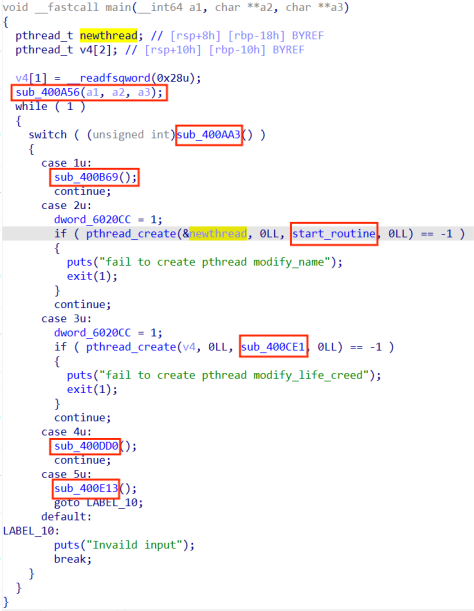 void __fastcall main(__int64 a1, char **a2, char **a3)
{
  pthread_t newthread; // [rsp+8h] [rbp-18h] BYREF
  pthread_t v4[2]; // [rsp+10h] [rbp-10h] BYREF

  v4[1] = __readfsqword(0x28u);
  sub_400A56(a1, a2, a3);
  while ( 1 )
  {
    switch ( (unsigned int)sub_400AA3() )
    {
      case 1u:
        sub_400B69();
        continue;
      case 2u:
        dword_6020CC = 1;
        if ( pthread_create(&newthread, 0LL, start_routine, 0LL) == -1 )
        {
          puts("fail to create pthread modify_name");
          exit(1);
        }
        continue;
      case 3u:
        dword_6020CC = 1;
        if ( pthread_create(v4, 0LL, sub_400CE1, 0LL) == -1 )
        {
          puts("fail to create pthread modify_life_creed");
          exit(1);
        }
        continue;
      case 4u:
        sub_400DD0();
        continue;
      case 5u:
        sub_400E13();
        goto LABEL_10;
      default:
LABEL_10:
        puts("Invaild input");
        break;
    }
  }
}